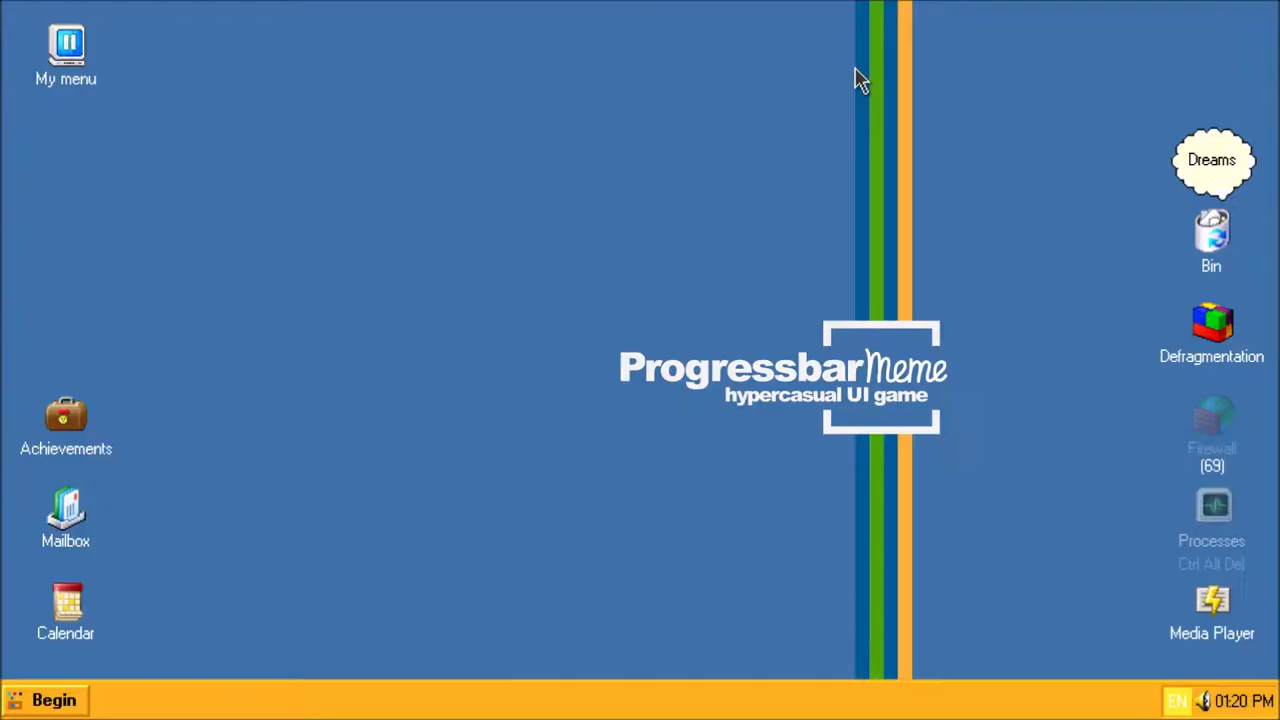 My menu
Dreams
Bin
Defragmentation
ProgressbarMeme
hypercasual UI game
Achievements
Firewall
(69)
Mailbox
Processes
Ctrl Alt Del
Calendar
Media Player
Begin
EN
01:20 PM